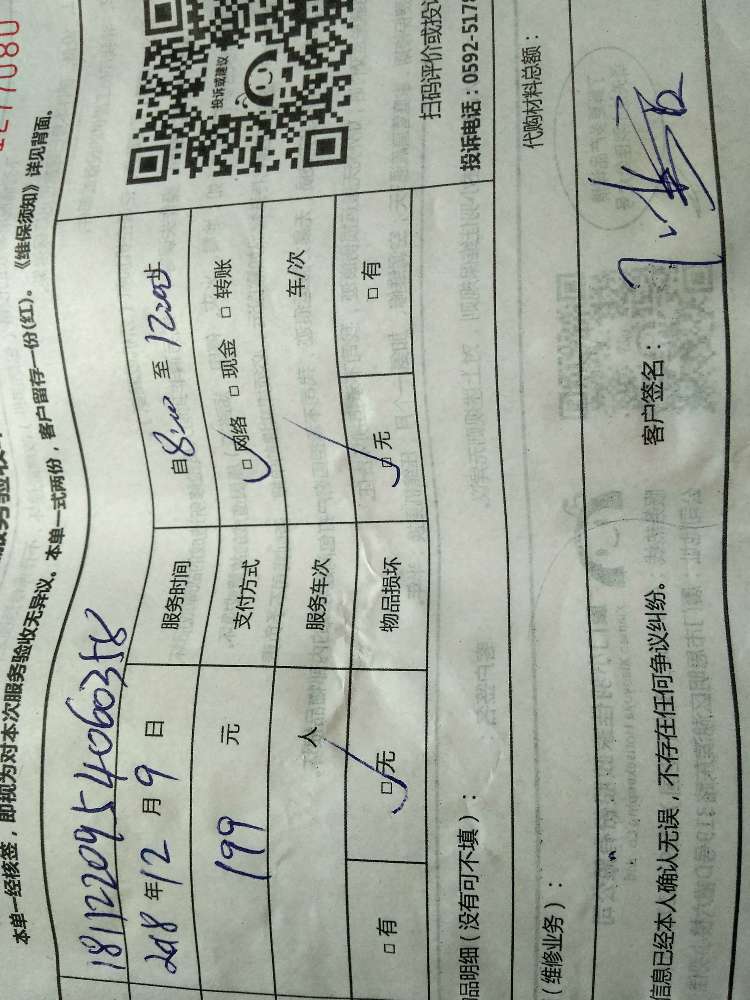 服务验收单
本单一经核签，即视为对本次服务验收无异议。本单一式两份，客户留存一份(红)。《维保须知》详见背面。
1811220954060358
2018 年 12 月 9 日 服务时间 自 8:00 至 12:00
199 元 支付方式 □网络 □ 现金 □ 转账
人 服务车次 车/次
□ 有 □无 物品损坏 □ 无 □ 有
投诉或建议
扫码评价或投诉
投诉电话：0592-5178
品明细（没有可不填）：
（维修业务）： 代购材料总额：
信息已经本人确认无误，不存在任何争议纠纷。 客户签名：